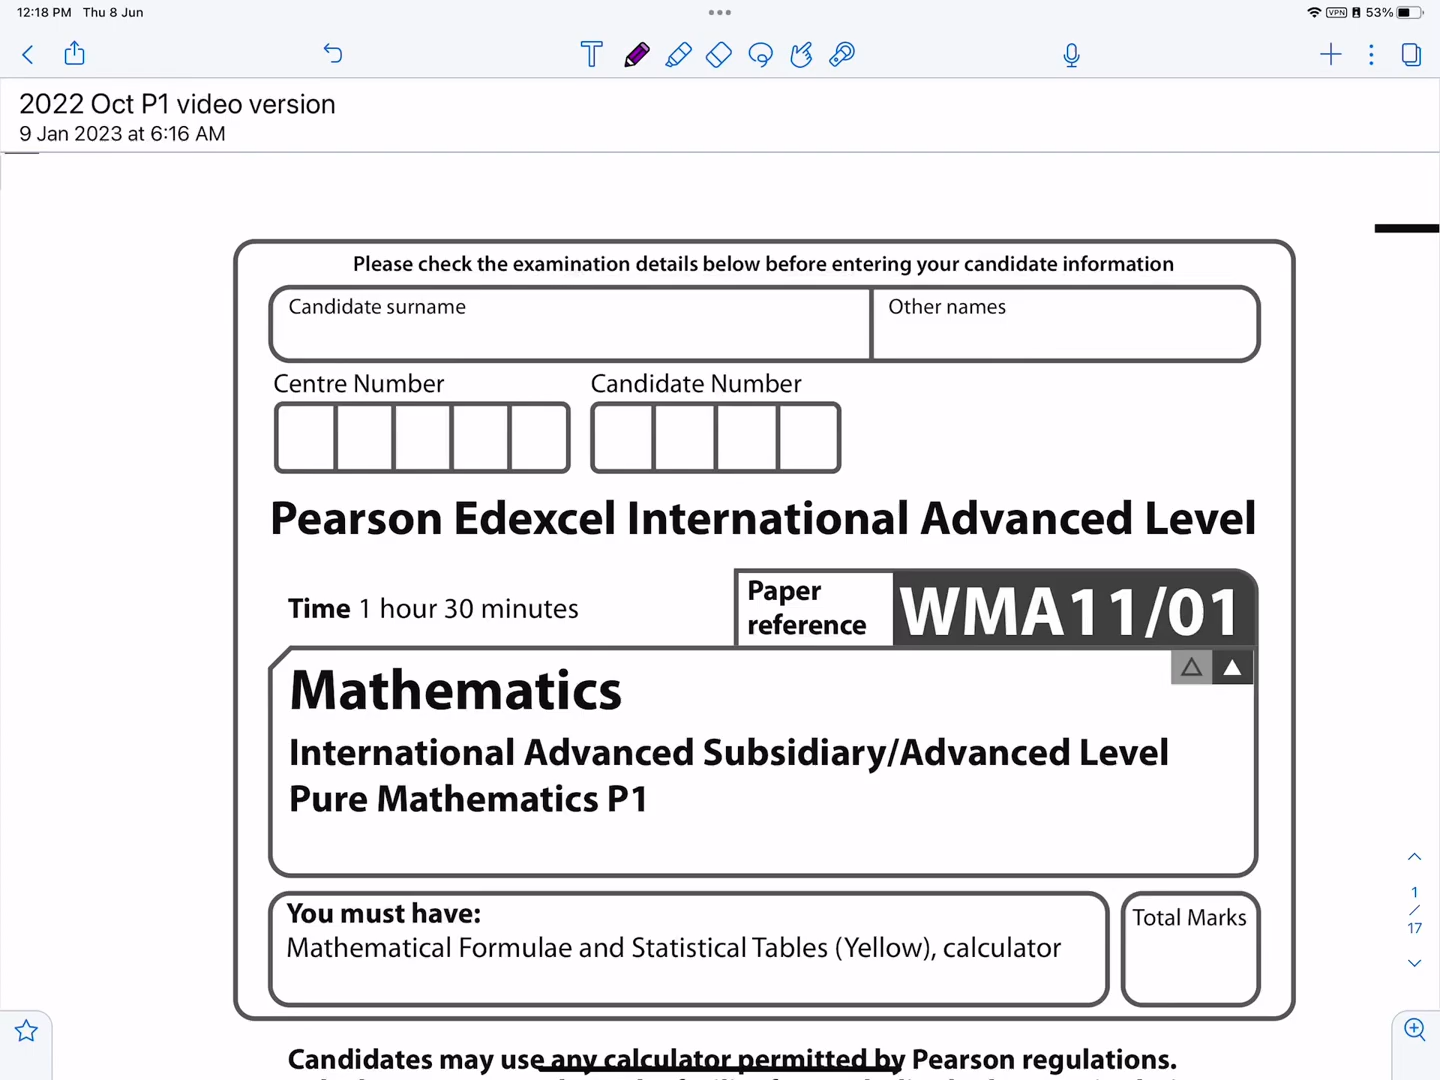 12:18 PM Thu 8 Jun
VPN 53%
2022 Oct P1 video version
9 Jan 2023 at 6:16 AM
Please check the examination details below before entering your candidate information
Candidate surname
Other names
Centre Number
Candidate Number
Pearson Edexcel International Advanced Level
Time 1 hour 30 minutes
Paper
reference
WMA11/01
Mathematics
International Advanced Subsidiary/Advanced Level
Pure Mathematics P1
You must have:
Mathematical Formulae and Statistical Tables (Yellow), calculator
Total Marks
1
/
17
Candidates may use any calculator permitted by Pearson regulations.